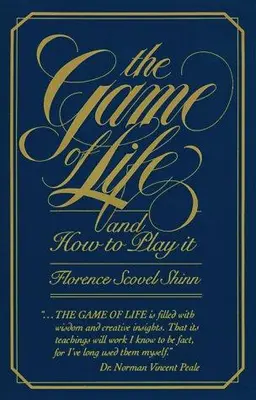 the
Game
of Life
and
How to Play it
Florence Scovel Shinn
"...THE GAME OF LIFE is filled with
wisdom and creative insights. That its
teachings will work I know to be fact,
for I've long used them myself."
Dr. Norman Vincent Peale